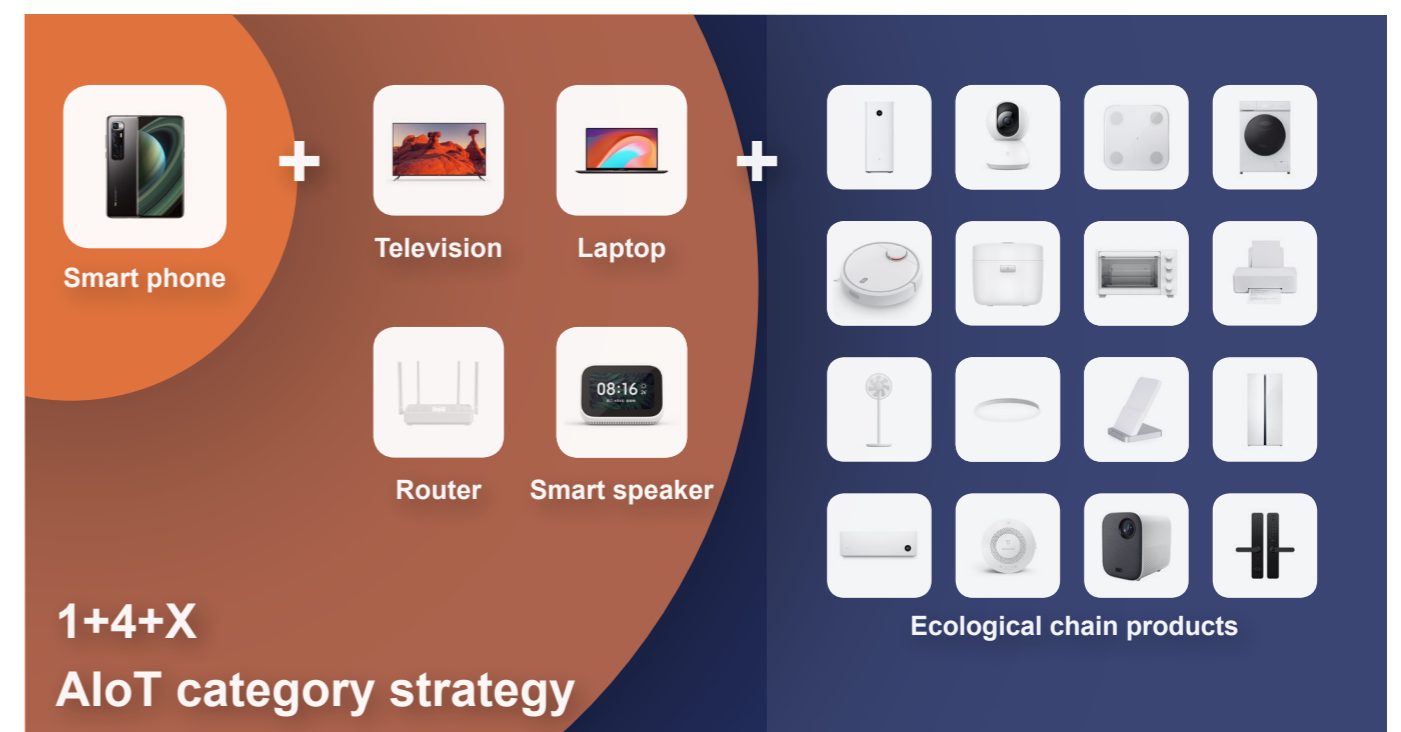 Smart phone
+
Television
Laptop
Router
08:16
Smart speaker
+
Ecological chain products
1+4+X
AIoT category strategy